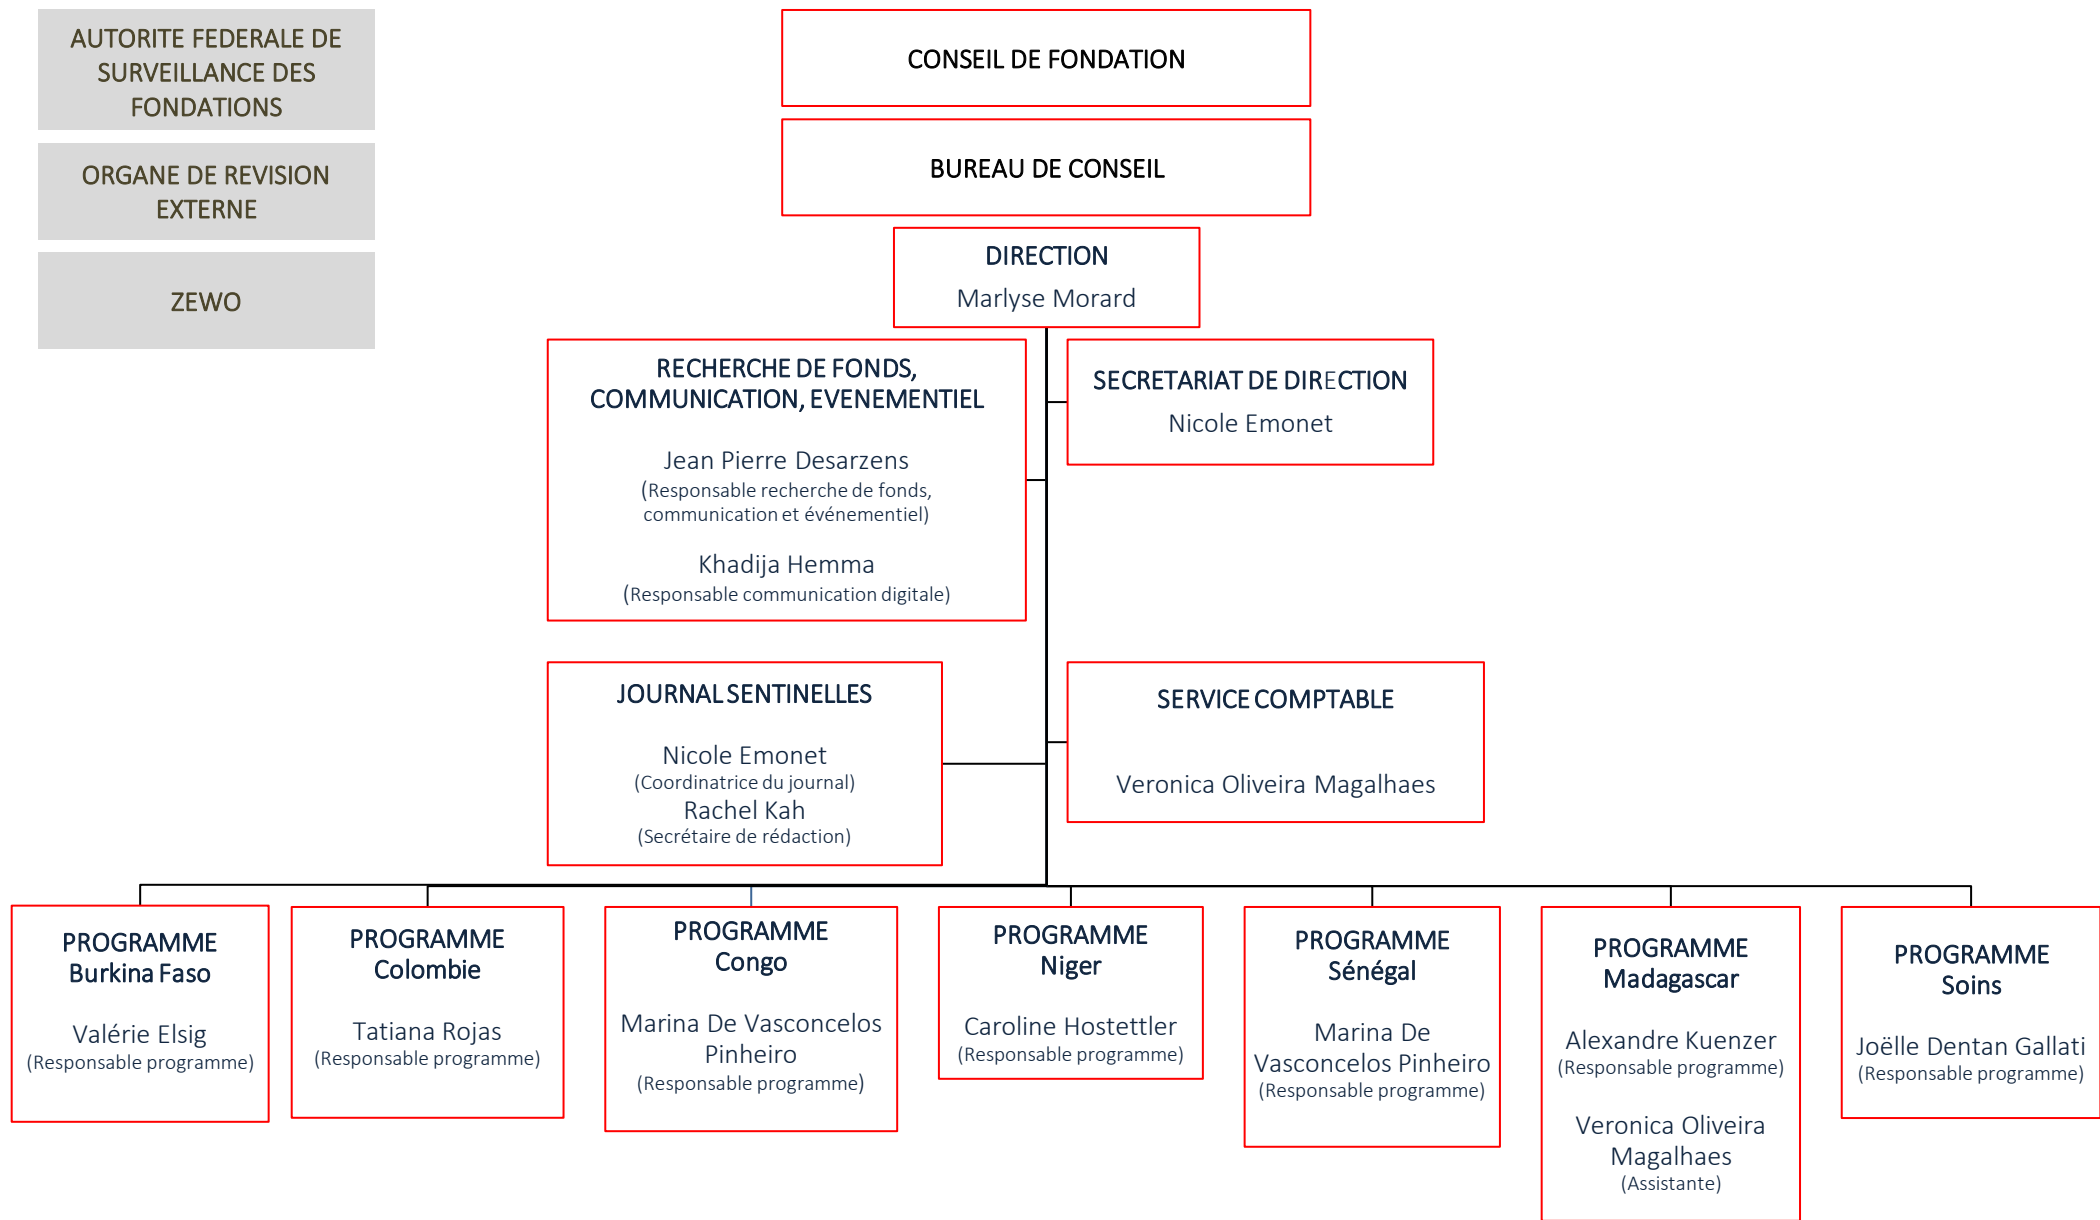 AUTORITE FEDERALE DE
SURVEILLANCE DES
FONDATIONS
ORGANE DE REVISION
EXTERNE
ZEWO
CONSEIL DE FONDATION
BUREAU DE CONSEIL
DIRECTION
Marlyse Morard
RECHERCHE DE FONDS,
COMMUNICATION, EVENEMENTIEL
Jean Pierre Desarzens
(Responsable recherche de fonds,
communication et événementiel)
Khadija Hemma
(Responsable communication digitale)
SECRETARIAT DE DIRECTION
Nicole Emonet
JOURNAL SENTINELLES
Nicole Emonet
(Coordinatrice du journal)
Rachel Kah
(Secrétaire de rédaction)
SERVICE COMPTABLE
Veronica Oliveira Magalhaes
PROGRAMME
Burkina Faso
Valérie Elsig
(Responsable programme)
PROGRAMME
Colombie
Tatiana Rojas
(Responsable programme)
PROGRAMME
Congo
Marina De Vasconcelos
Pinheiro
(Responsable programme)
PROGRAMME
Niger
Caroline Hostettler
(Responsable programme)
PROGRAMME
Sénégal
Marina De
Vasconcelos Pinheiro
(Responsable programme)
PROGRAMME
Madagascar
Alexandre Kuenzer
(Responsable programme)
Veronica Oliveira
Magalhaes
(Assistante)
PROGRAMME
Soins
Joëlle Dentan Gallati
(Responsable programme)